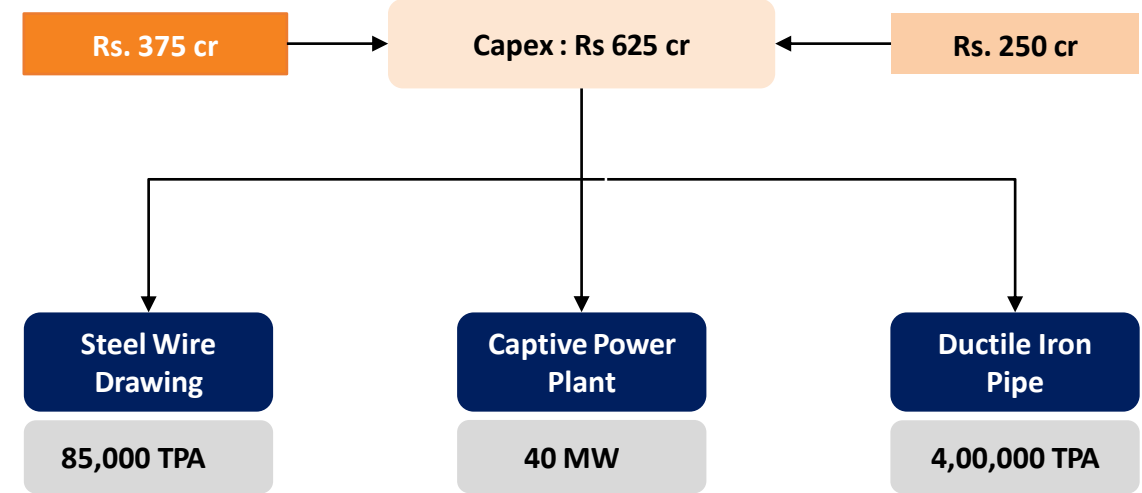 Rs. 375 cr
Capex : Rs 625 cr
Rs. 250 cr
Steel Wire
Drawing
Captive Power
Plant
Ductile Iron
Pipe
85,000 TPA
40 MW
4,00,000 TPA